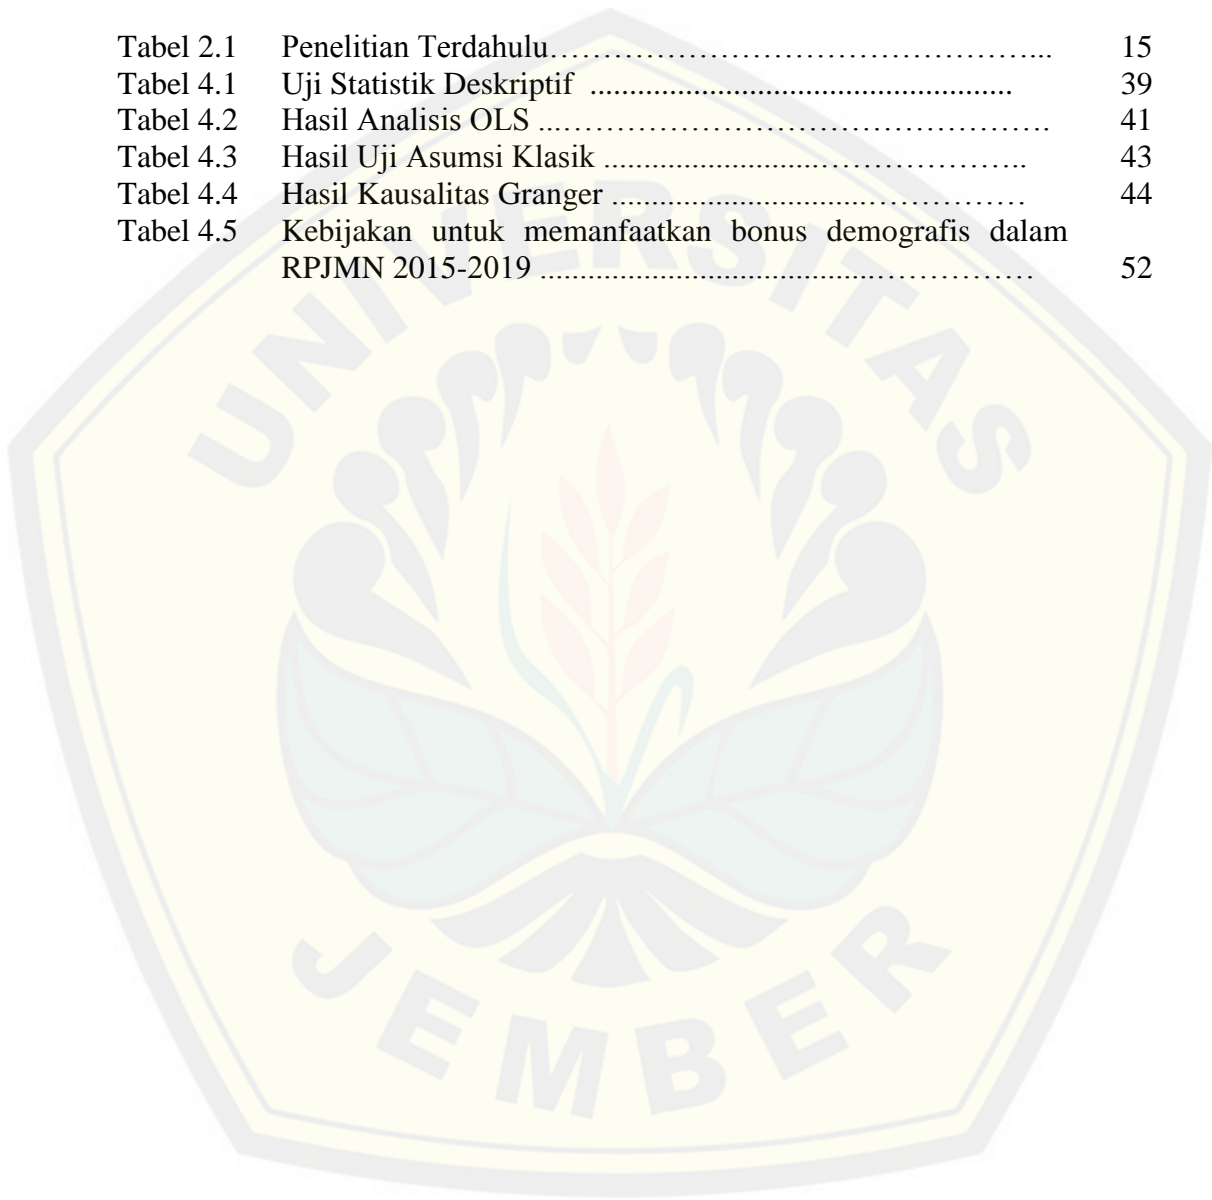 Tabel 2.1 Penelitian Terdahulu………………………………………... 15
Tabel 4.1 Uji Statistik Deskriptif .................................................... 39
Tabel 4.2 Hasil Analisis OLS ...………………………………………. 41
Tabel 4.3 Hasil Uji Asumsi Klasik ...........................……………….. 43
Tabel 4.4 Hasil Kausalitas Granger ................................…………… 44
Tabel 4.5 Kebijakan untuk memanfaatkan bonus demografis dalam
RPJMN 2015-2019 .........................................…………… 52
UNIVERSITAS
JEMBER